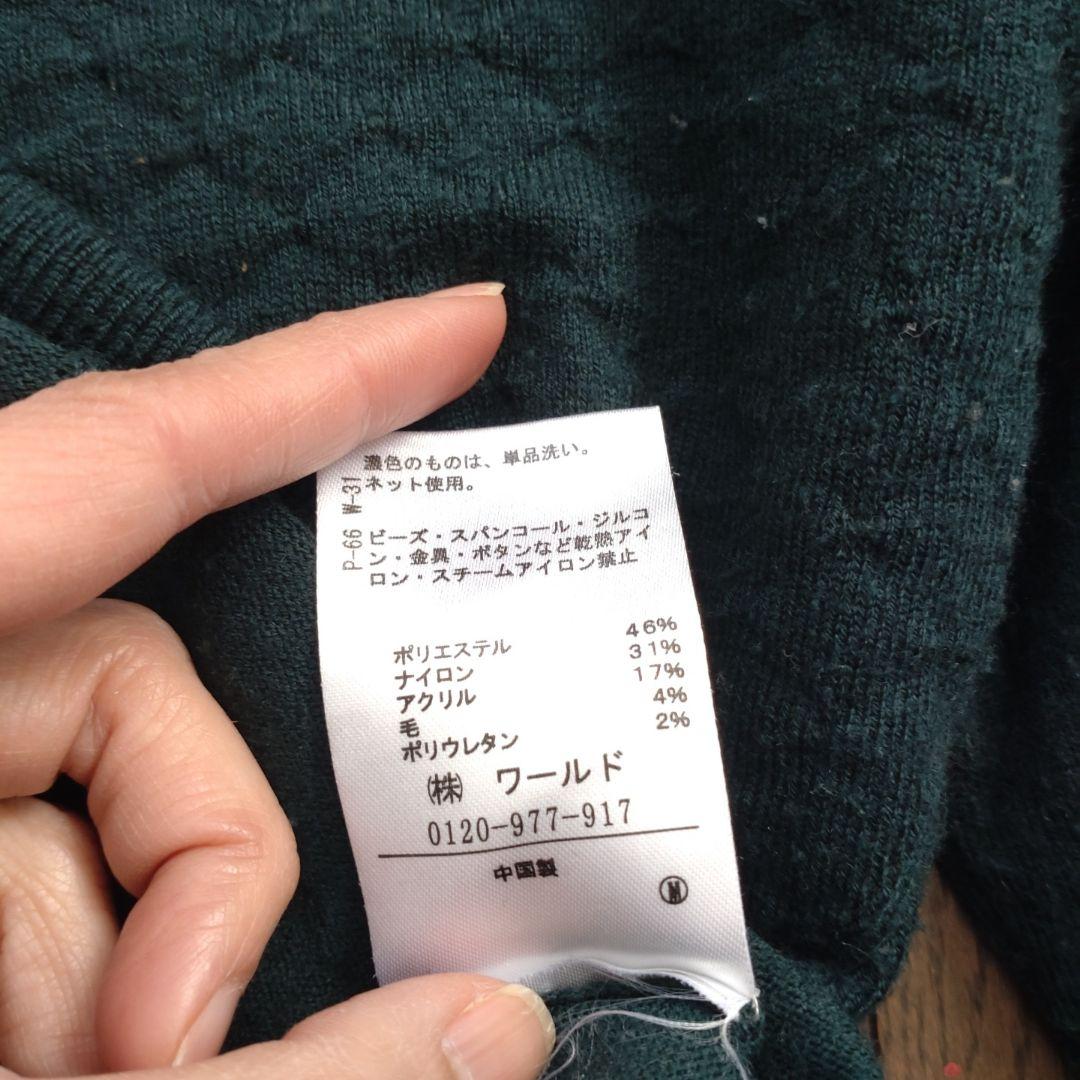 濃色のものは、単品洗い。
ネット使用。
P-66 W-31
ビーズ・スパンコール・ジルコ
ン・金具・ボタンなど乾熱アイ
ロン・スチームアイロン禁止
ポリエステル 46%
ナイロン 31%
アクリル 17%
毛 4%
ポリウレタン 2%
㈱ ワールド
0120-977-917
中国製
Ⓜ